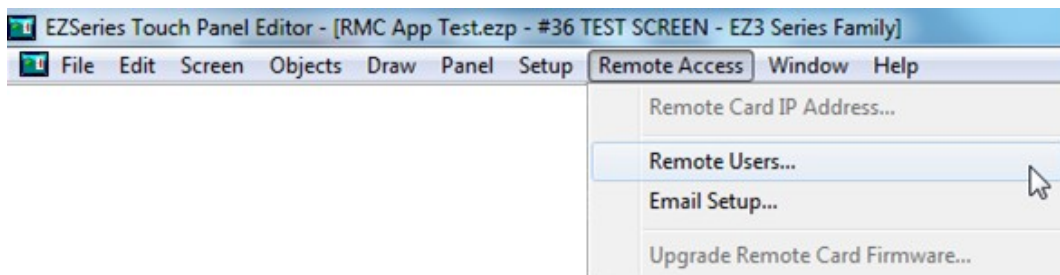 EZSeries Touch Panel Editor - [RMC App Test.ezp - #36 TEST SCREEN - EZ3 Series Family]
File Edit Screen Objects Draw Panel Setup Remote Access Window Help
Remote Card IP Address...
Remote Users...
Email Setup...
Upgrade Remote Card Firmware...